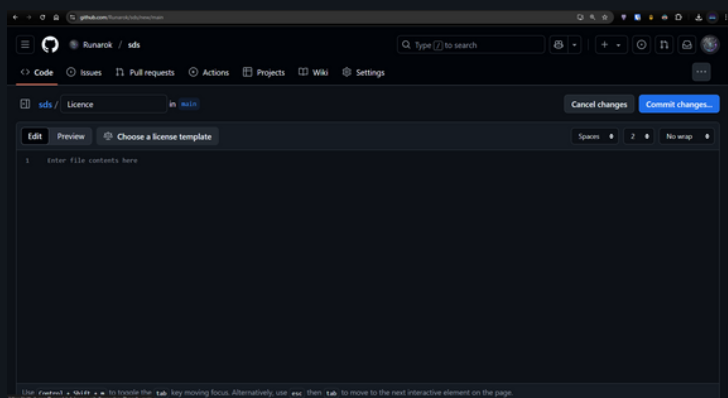 github.com/Runarok/sds/new/main
Runarok / sds
Type / to search
Code Issues Pull requests Actions Projects Wiki Settings
sds / Licence in main
Cancel changes Commit changes...
Edit Preview Choose a license template
Spaces 2 No wrap
1 Enter file contents here
Use Control + Shift + m to toggle the tab key moving focus. Alternatively, use esc then tab to move to the next interactive element on the page.